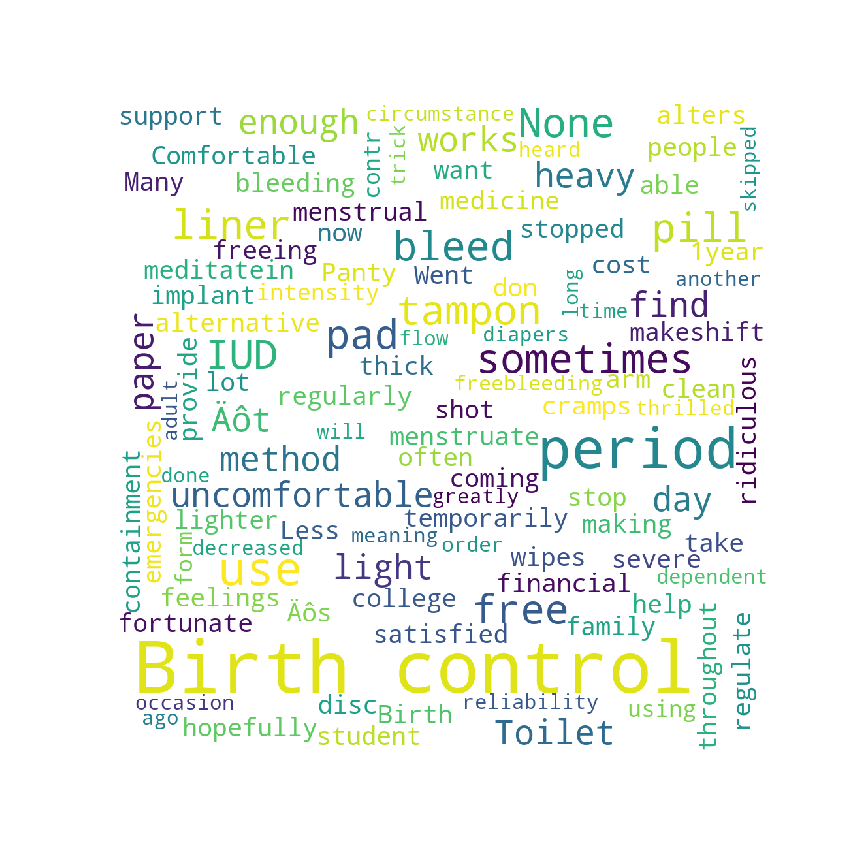 support
enough
circumstance
trick
None
alters
Comfortable
contr
works
heard
people
skipped
Many
bleeding
want
heavy
able
menstrual
medicine
liner
freeing
now
bleed
stopped
pill
1year
meditatein
Panty
Went
cost
another
implant
intensity
don
long
time
find
alternative
tampon
makeshift
paper
pad
flow
diapers
IUD
thick
sometimes
adult
provide
lot
regularly
freebleeding
arm
clean
Äôt
shot
cramps
thrilled
ridiculous
will
menstruate
period
method
often
emergencies
containment
done
coming
uncomfortable
greatly
stop
day
lighter
Less
temporarily
making
form
decreased
meaning
order
wipes
severe
take
use
light
financial
dependent
feelings
Äôs
college
free
help
fortunate
satisfied
family
throughout
regulate
Birth control
occasion
disc
reliability
ago
Birth
using
hopefully
student
Toilet